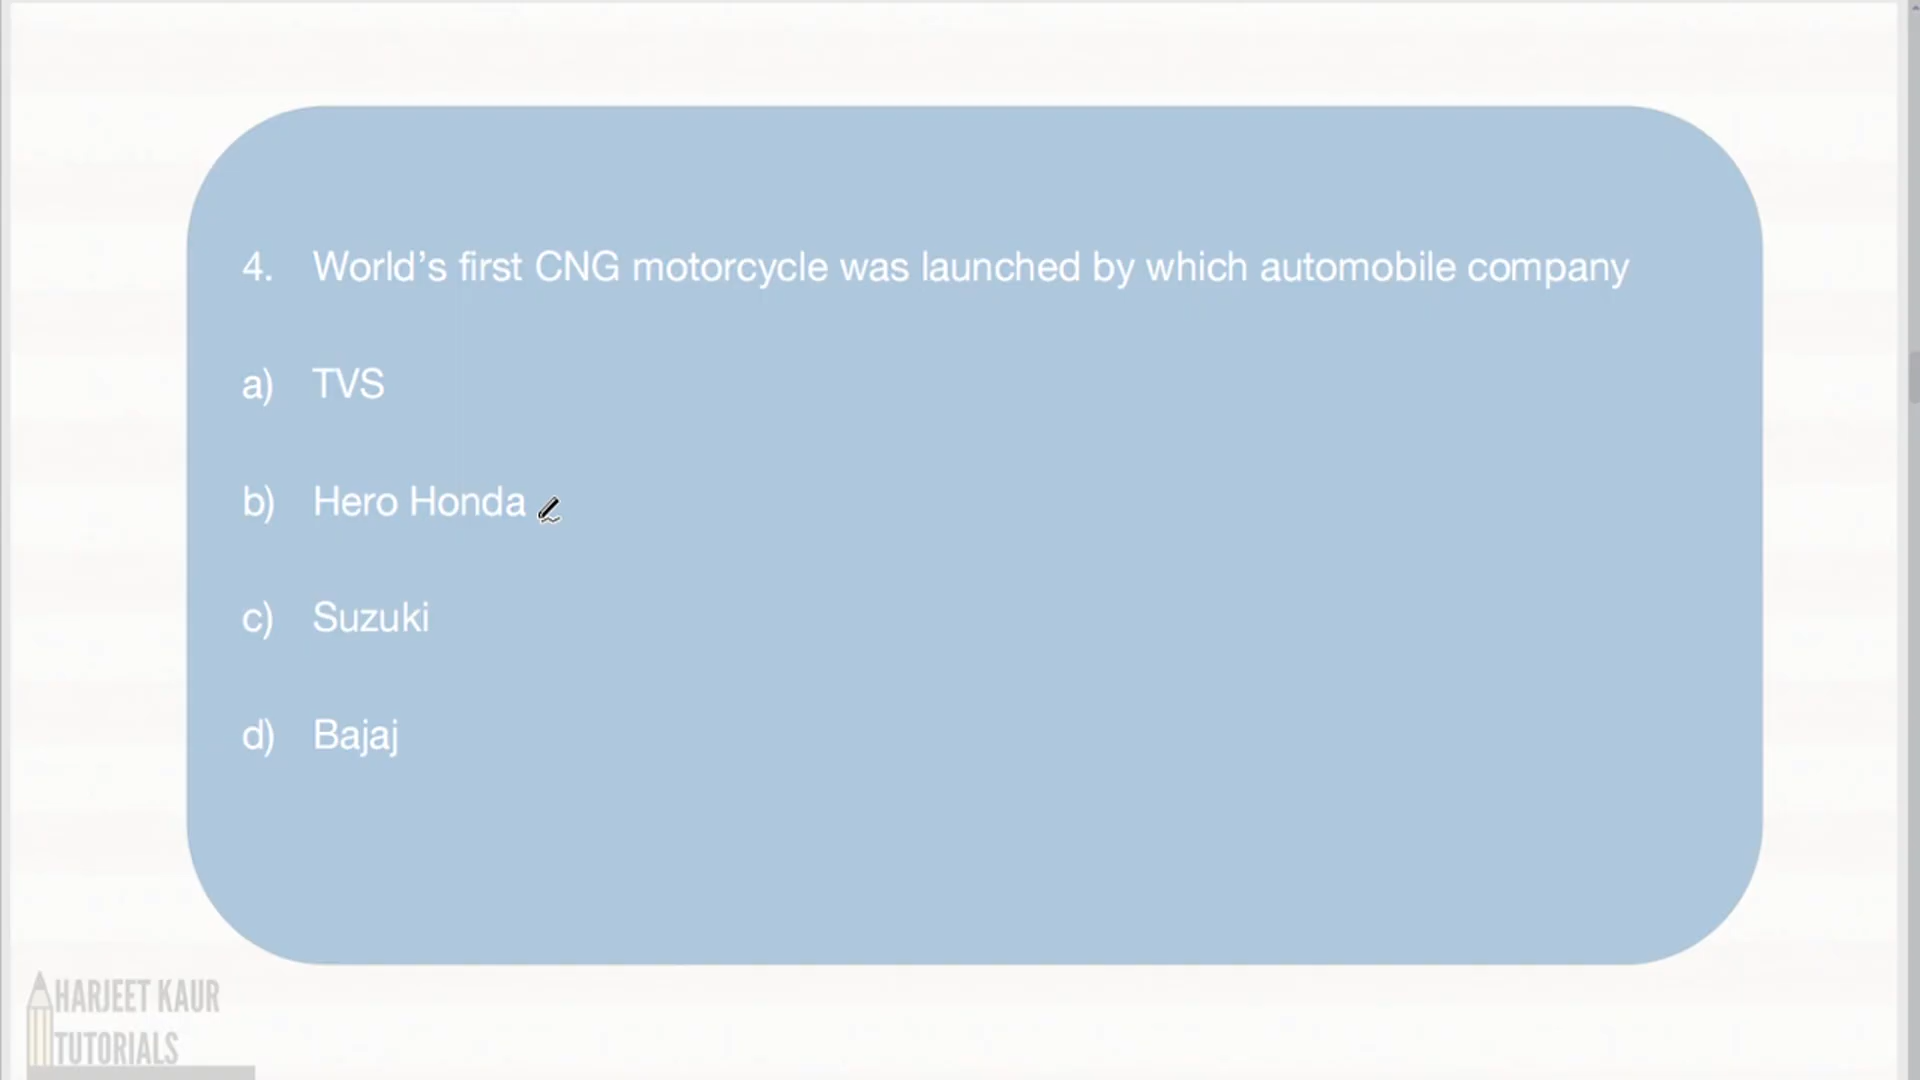 4. World’s first CNG motorcycle was launched by which automobile company
a) TVS
b) Hero Honda
c) Suzuki
d) Bajaj
HARJEET KAUR
TUTORIALS